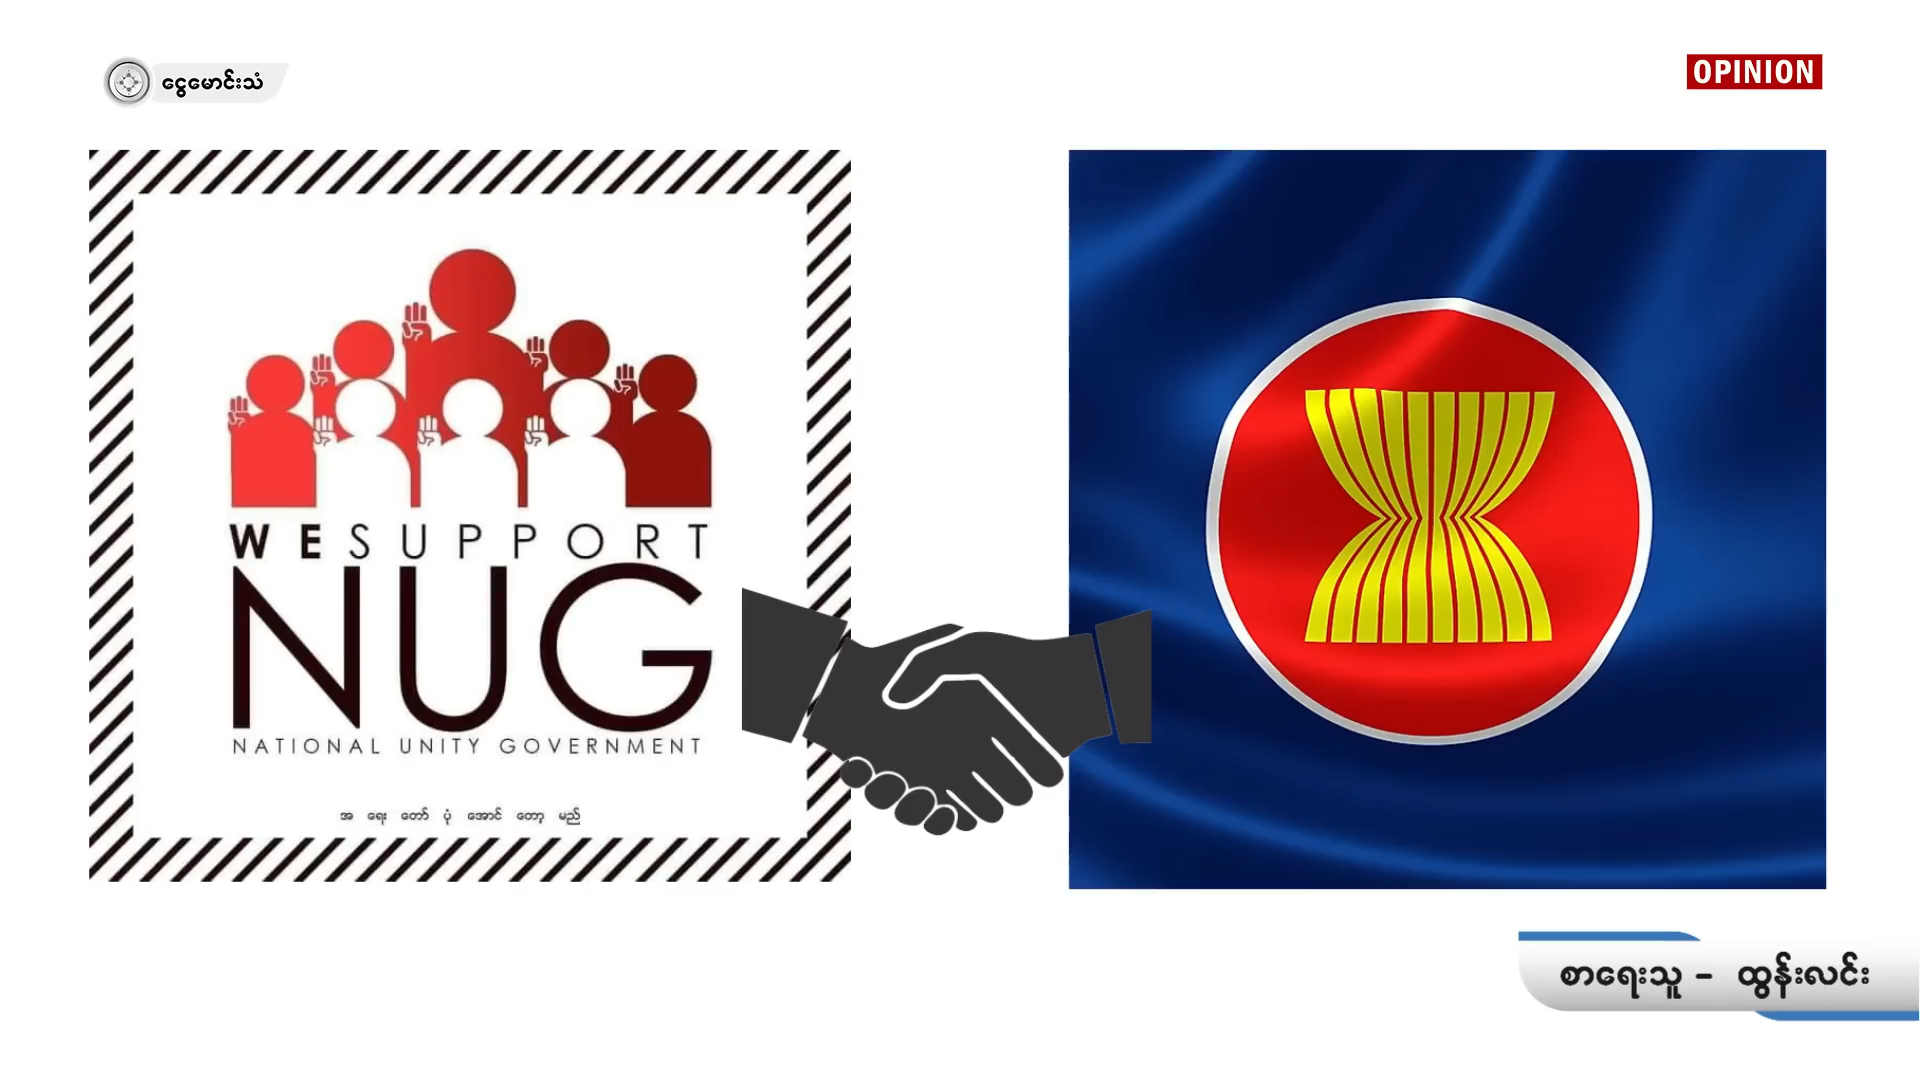 ငွေမောင်းသံ
OPINION
WE SUPPORT
NUG
NATIONAL UNITY GOVERNMENT
အ ရေး တော် ပုံ အောင် တော့ မည်
စာရေးသူ – ထွန်းလင်း